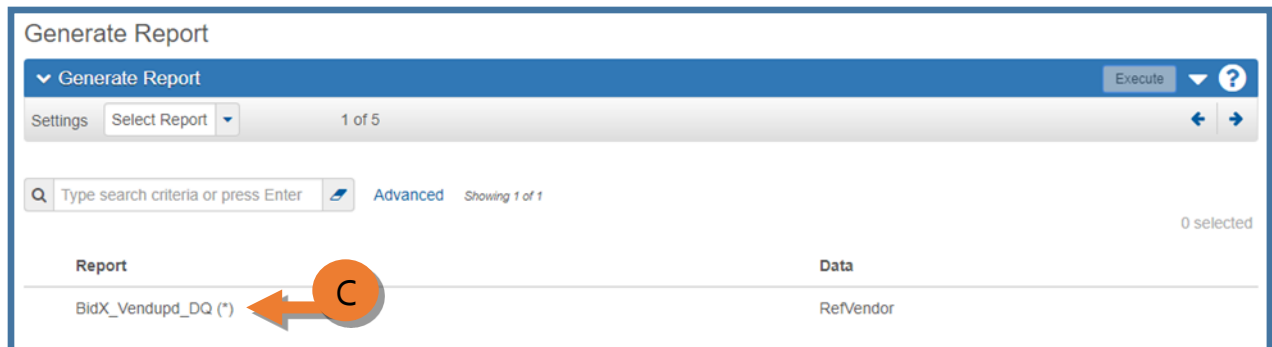 Generate Report
Generate Report Execute ?
Settings Select Report 1 of 5
Type search criteria or press Enter Advanced Showing 1 of 1
0 selected
Report Data
BidX_Vendupd_DQ (*) C RefVendor